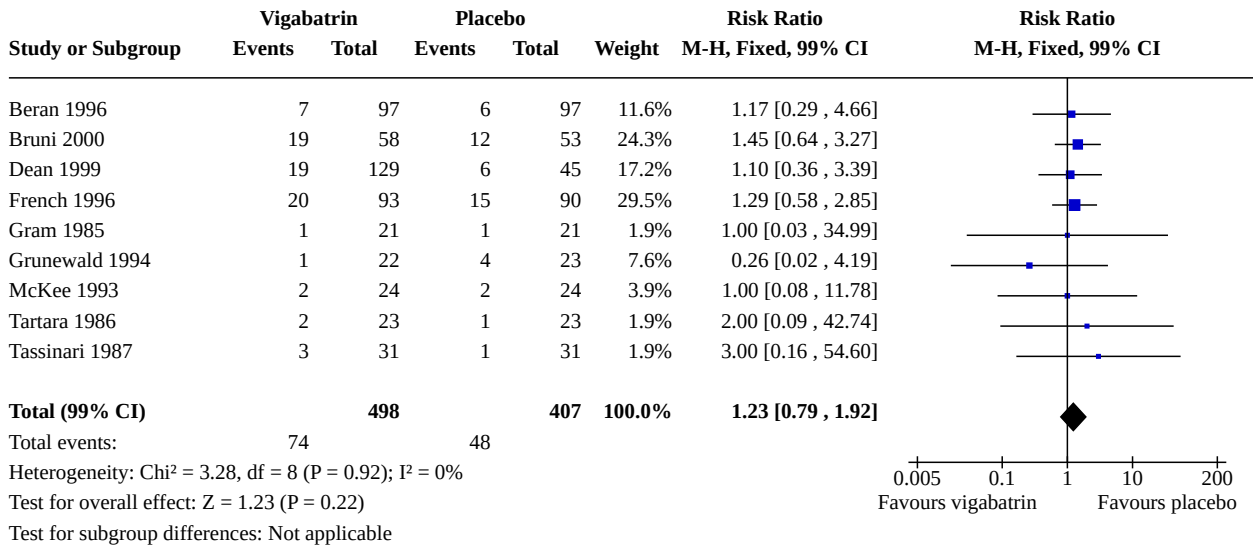 Vigabatrin Placebo Risk Ratio Risk Ratio
Study or Subgroup Events Total Events Total Weight M-H, Fixed, 99% CI M-H, Fixed, 99% CI
Beran 1996 7 97 6 97 11.6% 1.17 [0.29 , 4.66]
Bruni 2000 19 58 12 53 24.3% 1.45 [0.64 , 3.27]
Dean 1999 19 129 6 45 17.2% 1.10 [0.36 , 3.39]
French 1996 20 93 15 90 29.5% 1.29 [0.58 , 2.85]
Gram 1985 1 21 1 21 1.9% 1.00 [0.03 , 34.99]
Grunewald 1994 1 22 4 23 7.6% 0.26 [0.02 , 4.19]
McKee 1993 2 24 2 24 3.9% 1.00 [0.08 , 11.78]
Tartara 1986 2 23 1 23 1.9% 2.00 [0.09 , 42.74]
Tassinari 1987 3 31 1 31 1.9% 3.00 [0.16 , 54.60]
Total (99% CI) 498 407 100.0% 1.23 [0.79 , 1.92]
Total events: 74 48
Heterogeneity: Chi² = 3.28, df = 8 (P = 0.92); I² = 0%
Test for overall effect: Z = 1.23 (P = 0.22)
Test for subgroup differences: Not applicable
0.005 0.1 1 10 200
Favours vigabatrin Favours placebo